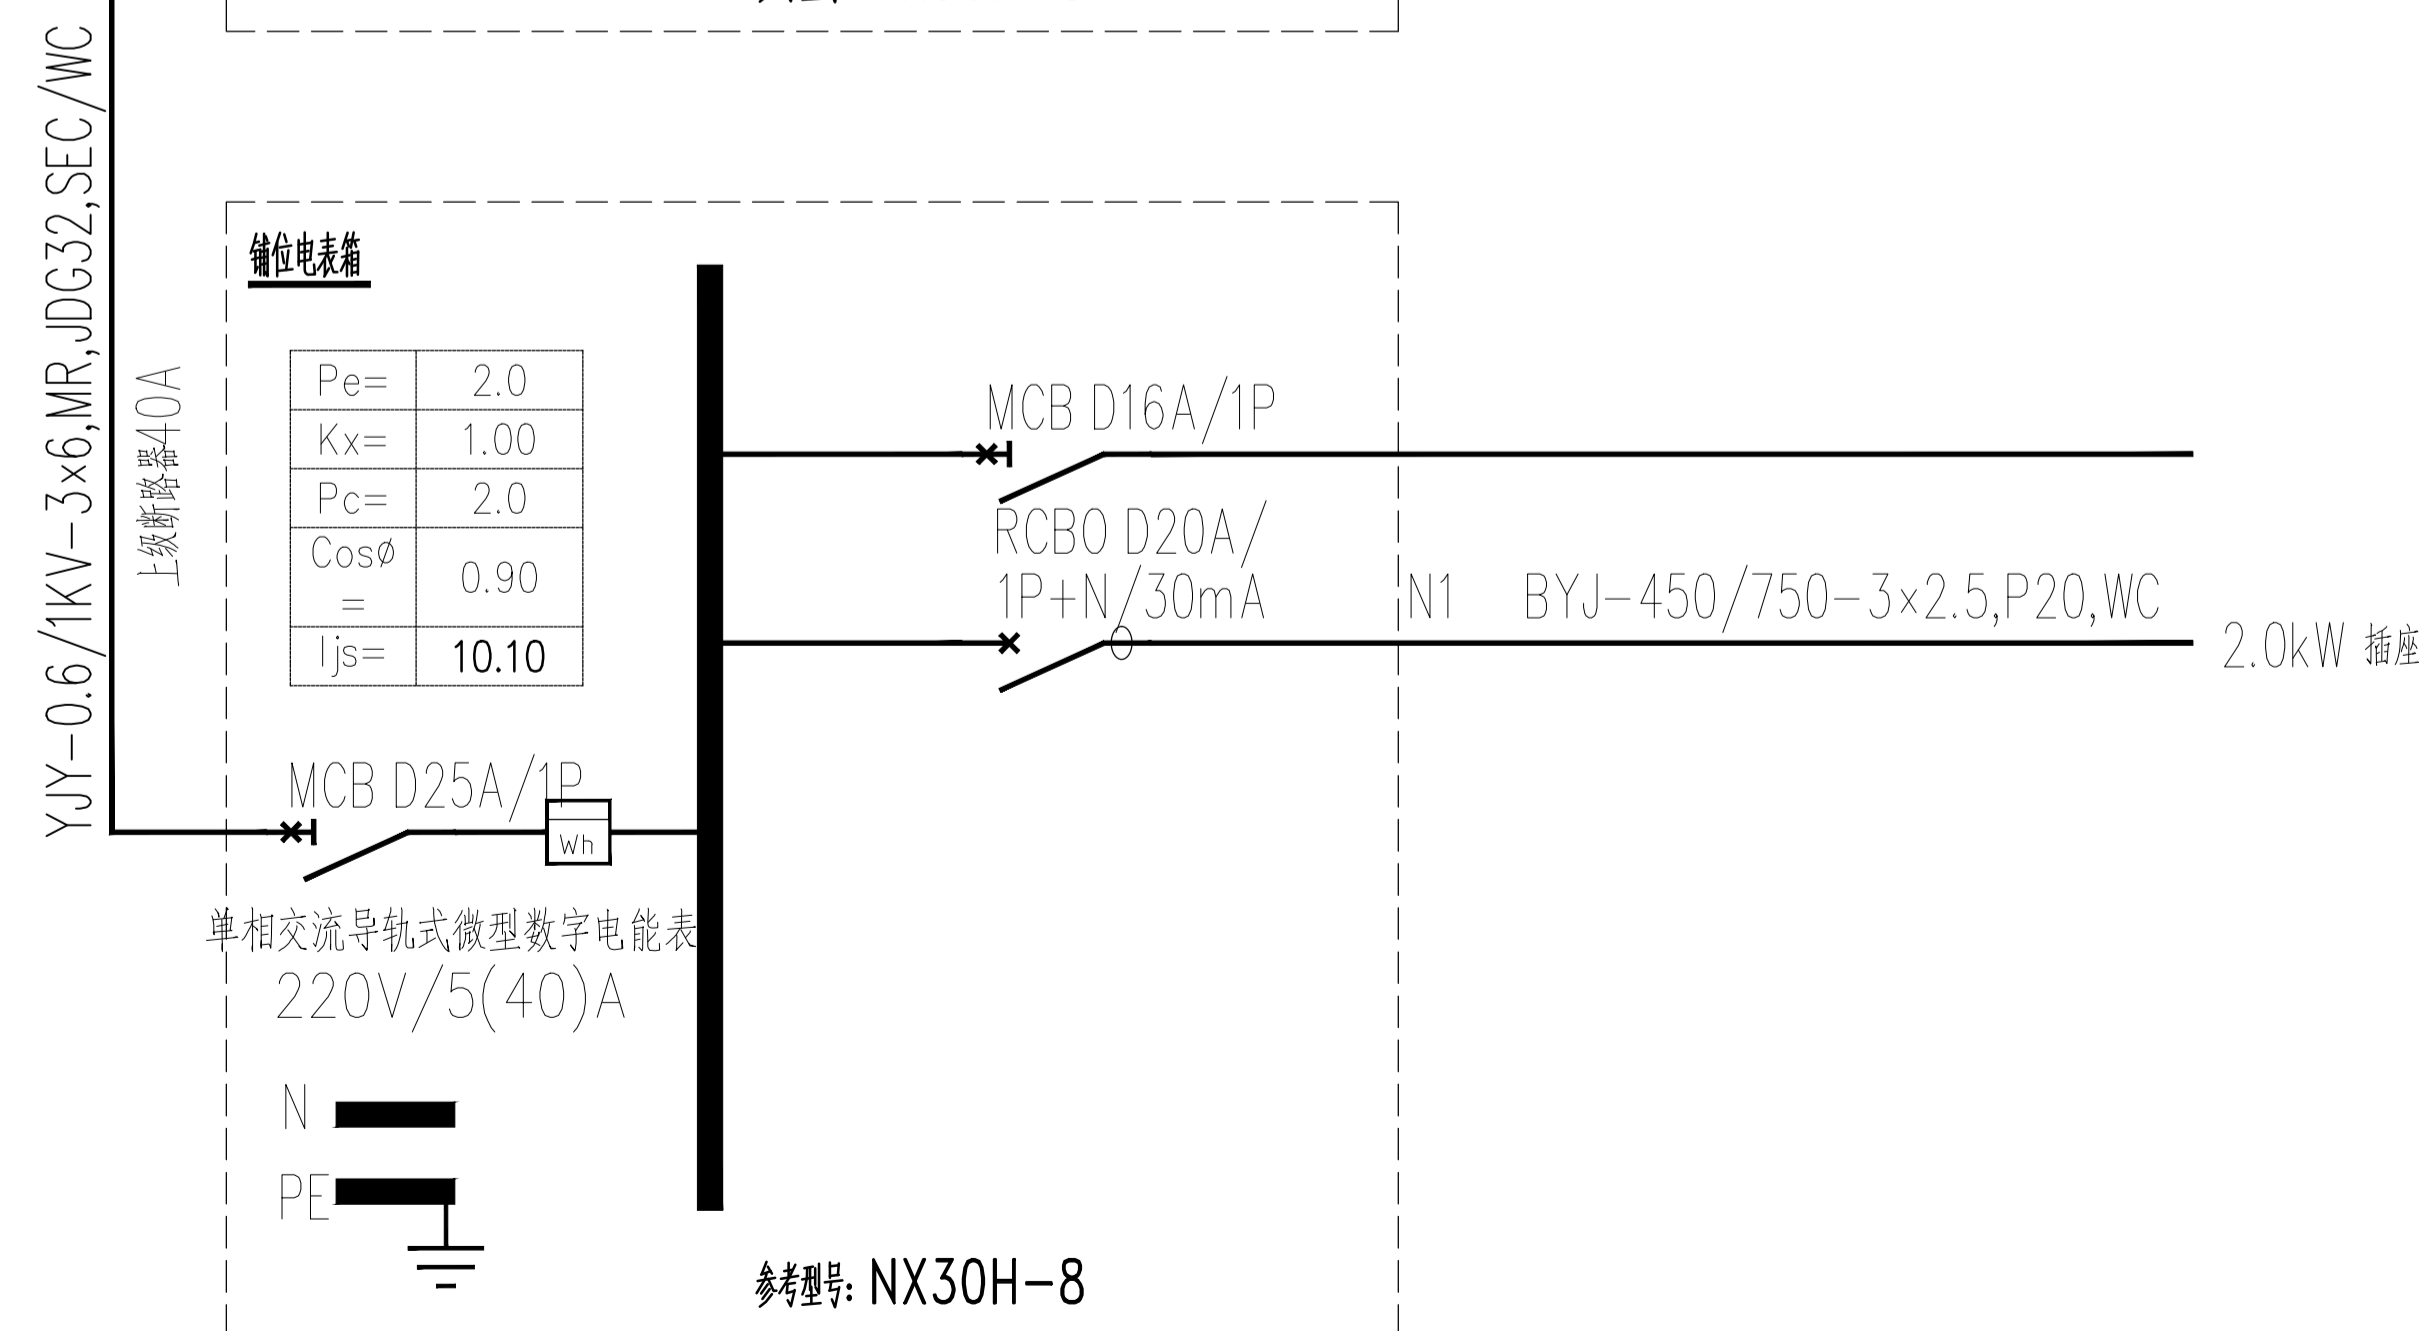 YJY-0.6/1KV-3×6,MR,JDG32,SEC/WC
上级断路器40A
铺位电表箱
Pe= 2.0
Kx= 1.00
Pc= 2.0
CosØ
= 0.90
Ijs= 10.10
MCB D25A/1P
Wh
单相交流导轨式微型数字电能表
220V/5(40)A
N
PE
MCB D16A/1P
RCBO D20A/
1P+N/30mA
N1 BYJ-450/750-3×2.5,P20,WC
2.0kW 插座
参考型号: NX30H-8